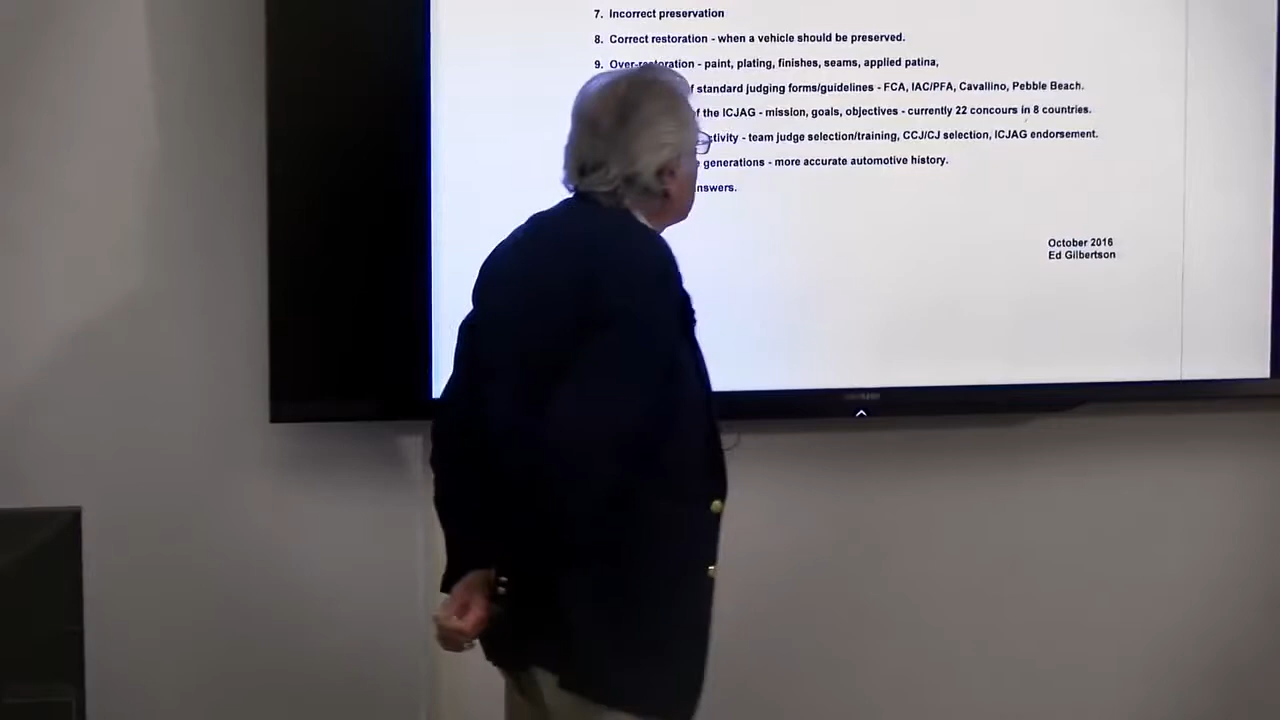 7. Incorrect preservation
8. Correct restoration - when a vehicle should be preserved.
9. Over-restoration - paint, plating, finishes, seams, applied patina,
f standard judging forms/guidelines - FCA, IAC/PFA, Cavallino, Pebble Beach.
f the ICJAG - mission, goals, objectives - currently 22 concours in 8 countries.
ctivity - team judge selection/training, CCJ/CJ selection, ICJAG endorsement.
generations - more accurate automotive history.
nswers.
October 2016
Ed Gilbertson